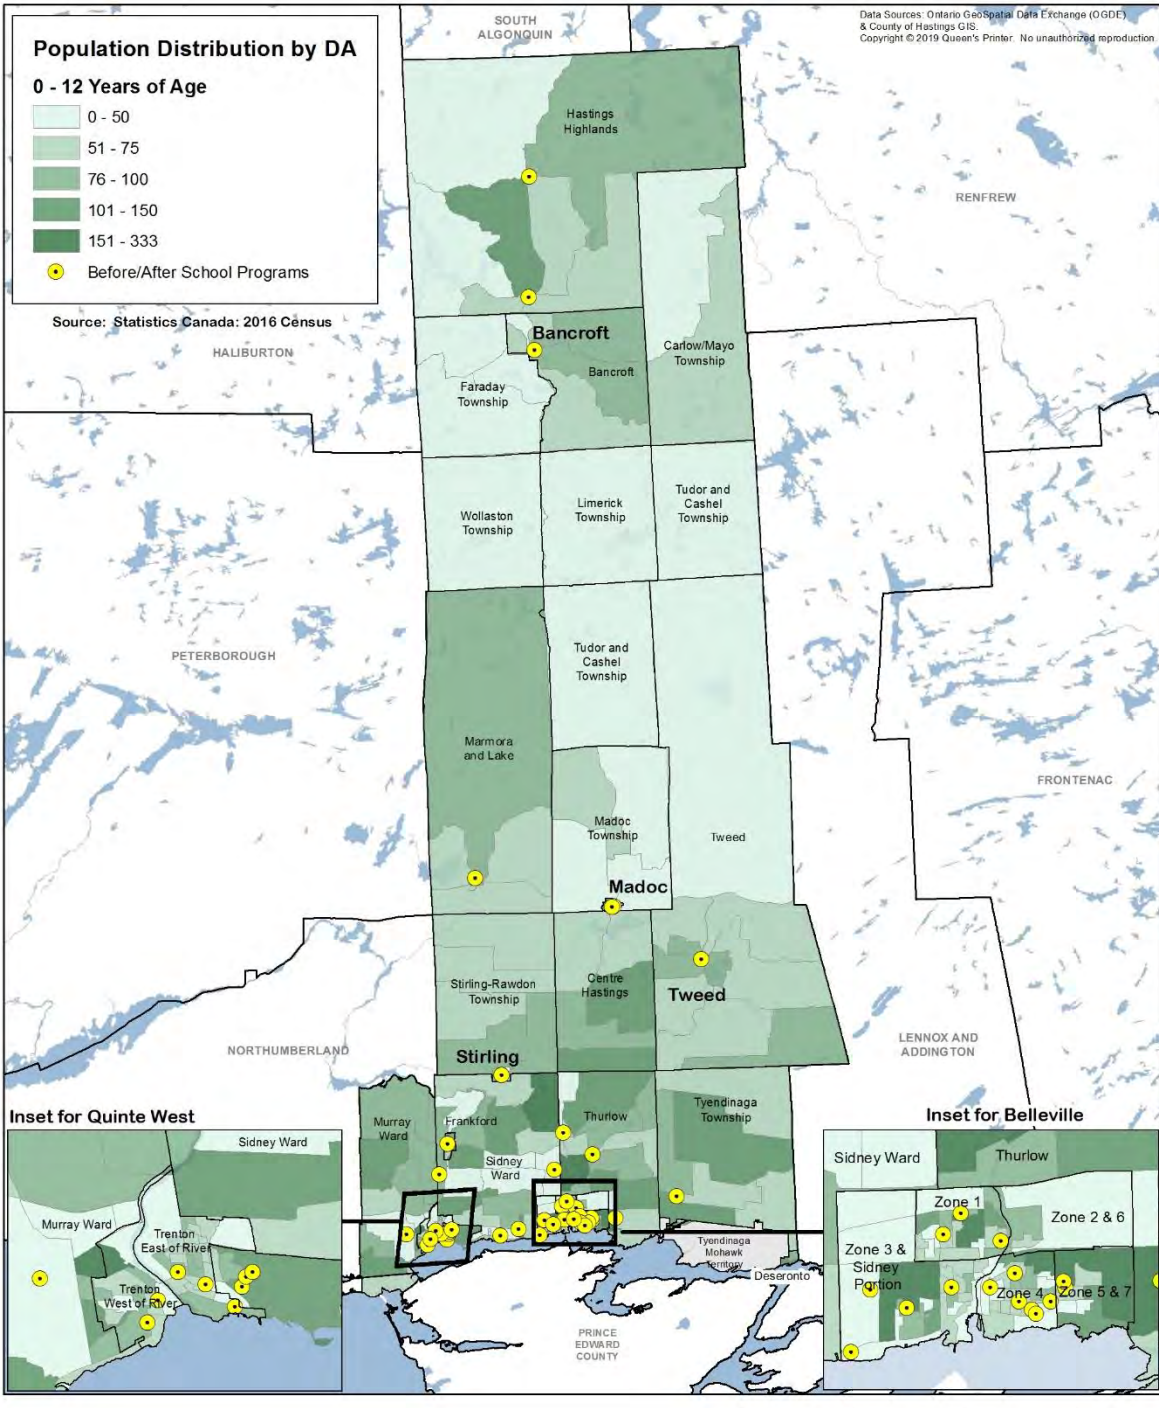 SOUTH
ALGONQUIN
Data Sources: Ontario GeoSpatial Data Exchange (OGDE)
& County of Hastings GIS.
Copyright © 2019 Queen's Printer. No unauthorized reproduction.
Population Distribution by DA
0 - 12 Years of Age
0 - 50
51 - 75
76 - 100
101 - 150
151 - 333
Before/After School Programs
Source: Statistics Canada: 2016 Census
Hastings
Highlands
RENFREW
HALIBURTON
Bancroft
Bancroft
Carlow/Mayo
Township
Faraday
Township
Wollaston
Township
Limerick
Township
Tudor and
Cashel
Township
PETERBOROUGH
Tudor and
Cashel
Township
Marmora
and Lake
FRONTENAC
Madoc
Township
Tweed
Madoc
Stirling-Rawdon
Township
Centre
Hastings
Tweed
NORTHUMBERLAND
LENNOX AND
ADDINGTON
Stirling
Murray
Ward
Frankford
Thurlow
Tyendinaga
Township
Sidney
Ward
Tyendinaga
Mohawk
Territory
Deseronto
PRINCE
EDWARD
COUNTY
Inset for Quinte West
Sidney Ward
Murray Ward
Trenton
East of River
Trenton
West of River
Inset for Belleville
Sidney Ward
Thurlow
Zone 1
Zone 2 & 6
Zone 3 &
Sidney
Portion
Zone 4
Zone 5 & 7